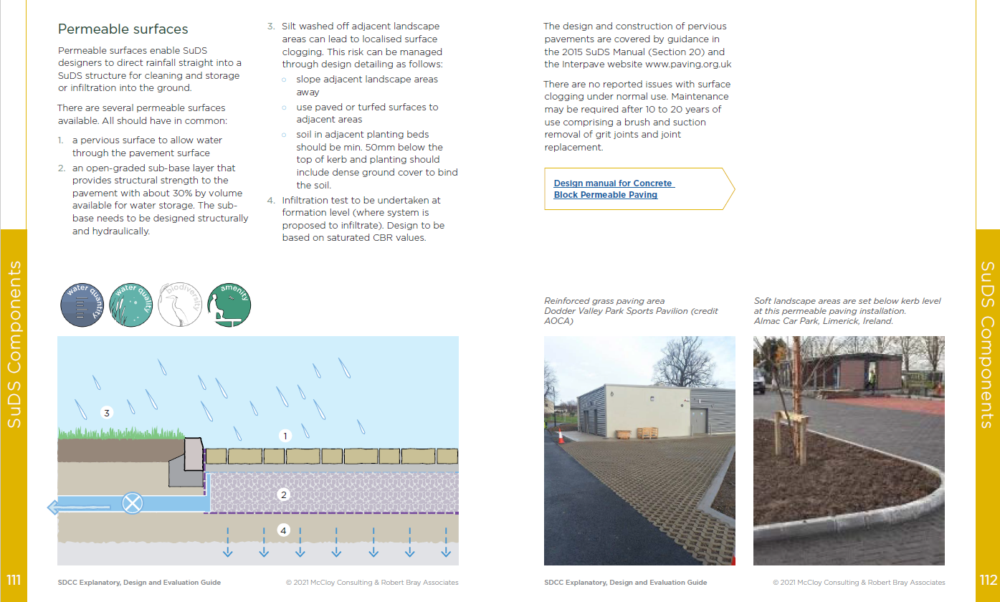 Permeable surfaces
Permeable surfaces enable SuDS
designers to direct rainfall straight into a
SuDS structure for cleaning and storage
or infiltration into the ground.
There are several permeable surfaces
available. All should have in common:
1. a pervious surface to allow water
through the pavement surface
2. an open-graded sub-base layer that
provides structural strength to the
pavement with about 30% by volume
available for water storage. The sub-
base needs to be designed structurally
and hydraulically.
3. Silt washed off adjacent landscape
areas can lead to localised surface
clogging. This risk can be managed
through design detailing as follows:
○ slope adjacent landscape areas
away
○ use paved or turfed surfaces to
adjacent areas
○ soil in adjacent planting beds
should be min. 50mm below the
top of kerb and planting should
include dense ground cover to bind
the soil.
4. Infiltration test to be undertaken at
formation level (where system is
proposed to infiltrate). Design to be
based on saturated CBR values.
water quantity
water quality
biodiversity
amenity
3
1
2
4
SuDS Components
111
SDCC Explanatory, Design and Evaluation Guide
© 2021 McCloy Consulting & Robert Bray Associates
The design and construction of pervious
pavements are covered by guidance in
the 2015 SuDS Manual (Section 20) and
the Interpave website www.paving.org.uk
There are no reported issues with surface
clogging under normal use. Maintenance
may be required after 10 to 20 years of
use comprising a brush and suction
removal of grit joints and joint
replacement.
Design manual for Concrete
Block Permeable Paving
Reinforced grass paving area
Dodder Valley Park Sports Pavilion (credit
AOCA)
Soft landscape areas are set below kerb level
at this permeable paving installation.
Almac Car Park, Limerick, Ireland.
SDCC Explanatory, Design and Evaluation Guide
© 2021 McCloy Consulting & Robert Bray Associates
SuDS Components
112